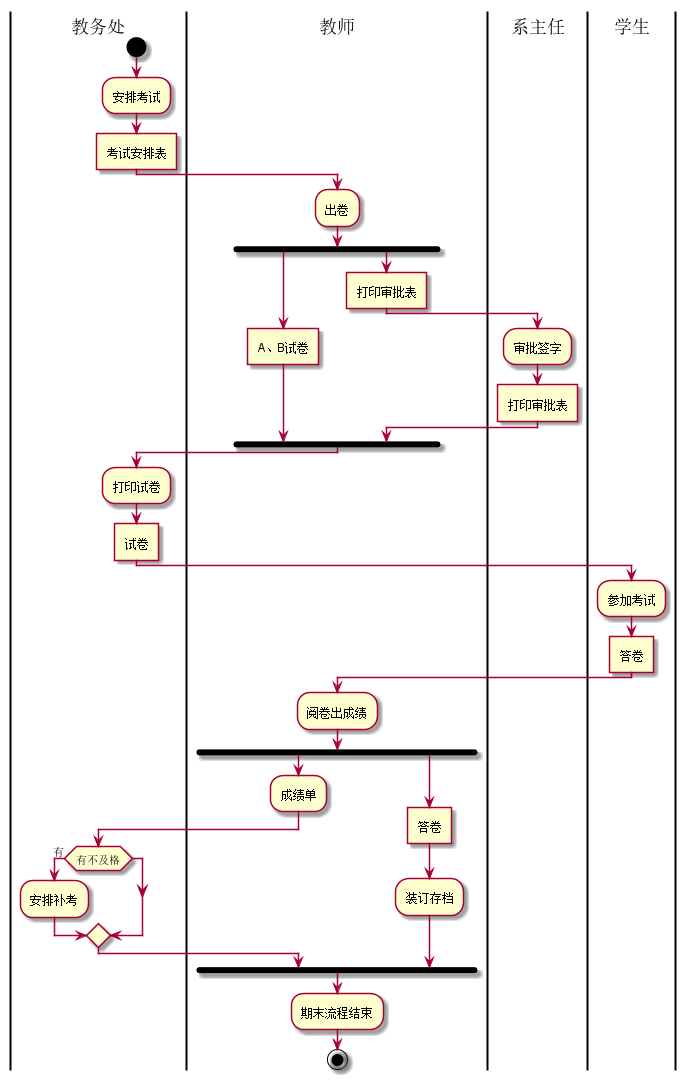 教务处
教师
系主任
学生
安排考试
考试安排表
出卷
打印审批表
A、B试卷
审批签字
打印审批表
打印试卷
试卷
参加考试
答卷
阅卷出成绩
成绩单
答卷
有
有不及格
安排补考
装订存档
期末流程结束